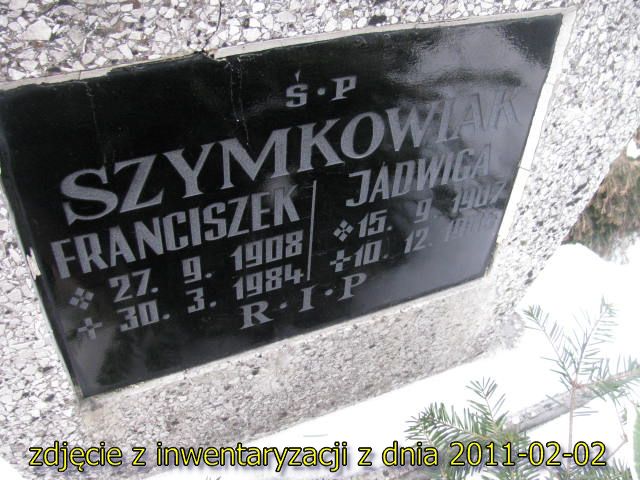 Ś·P
SZYMKOWIAK
FRANCISZEK JADWIGA
27. 9. 1908 15. 9. 1907
30. 3. 1984 10. 12.
R·I·P
zdjęcie z inwentaryzacji z dnia 2011-02-02